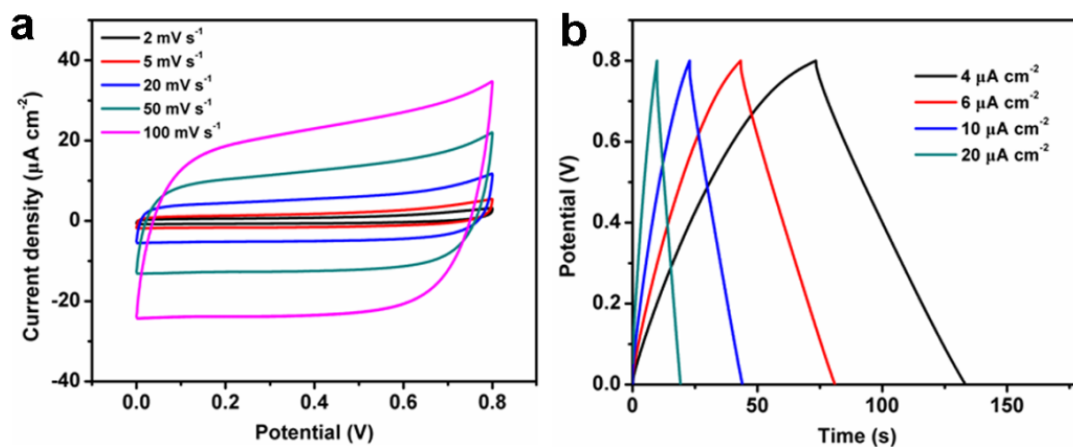 a
2 mV s⁻¹
5 mV s⁻¹
20 mV s⁻¹
50 mV s⁻¹
100 mV s⁻¹
40
20
0
-20
-40
Current density (μA cm⁻²)
0.0 0.2 0.4 0.6 0.8
Potential (V)
b
4 μA cm⁻²
6 μA cm⁻²
10 μA cm⁻²
20 μA cm⁻²
0.8
0.6
0.4
0.2
0.0
Potential (V)
0 50 100 150
Time (s)